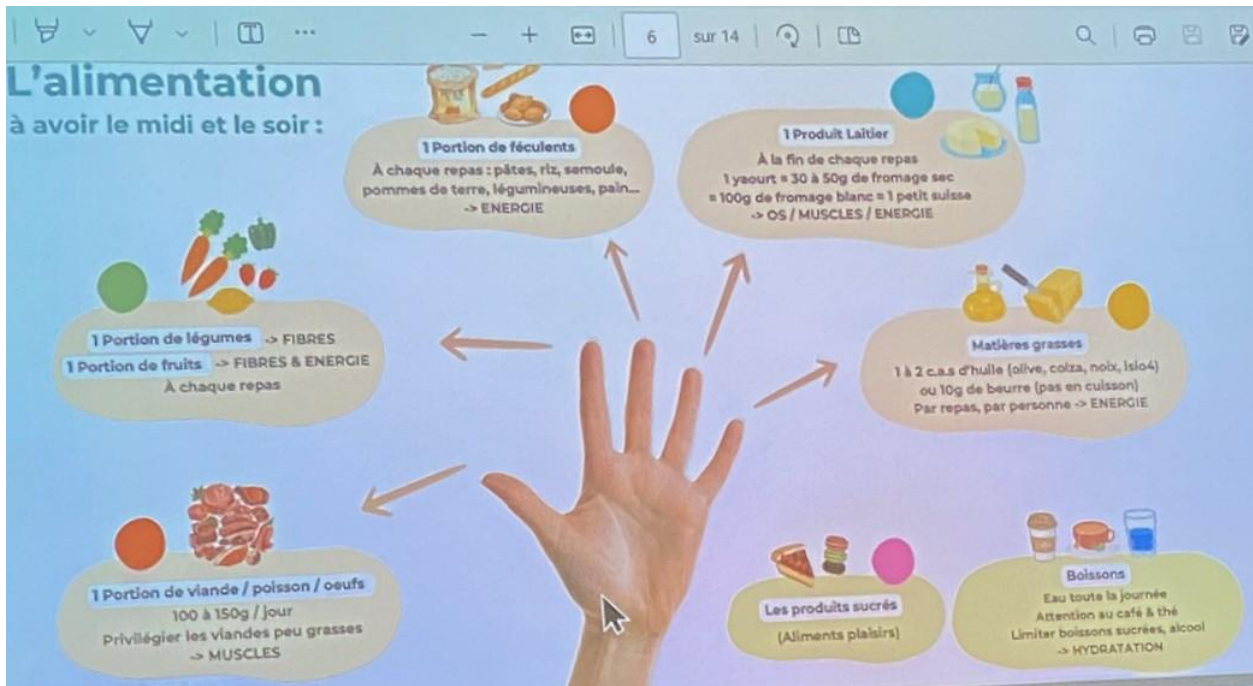 6 sur 14
L'alimentation
à avoir le midi et le soir :
1 Portion de féculents
À chaque repas : pâtes, riz, semoule,
pommes de terre, légumineuses, pain...
-> ENERGIE
1 Produit Laitier
À la fin de chaque repas
1 yaourt = 30 à 50g de fromage sec
= 100g de fromage blanc = 1 petit suisse
-> OS / MUSCLES / ENERGIE
1 Portion de légumes -> FIBRES
1 Portion de fruits -> FIBRES & ENERGIE
À chaque repas
Matières grasses
1 à 2 c.a.s d'huile (olive, colza, noix, Isio4)
ou 10g de beurre (pas en cuisson)
Par repas, par personne -> ENERGIE
1 Portion de viande / poisson / oeufs
100 à 150g / jour
Privilégier les viandes peu grasses
-> MUSCLES
Les produits sucrés
(Aliments plaisirs)
Boissons
Eau toute la journée
Attention au café & thé
Limiter boissons sucrées, alcool
-> HYDRATATION